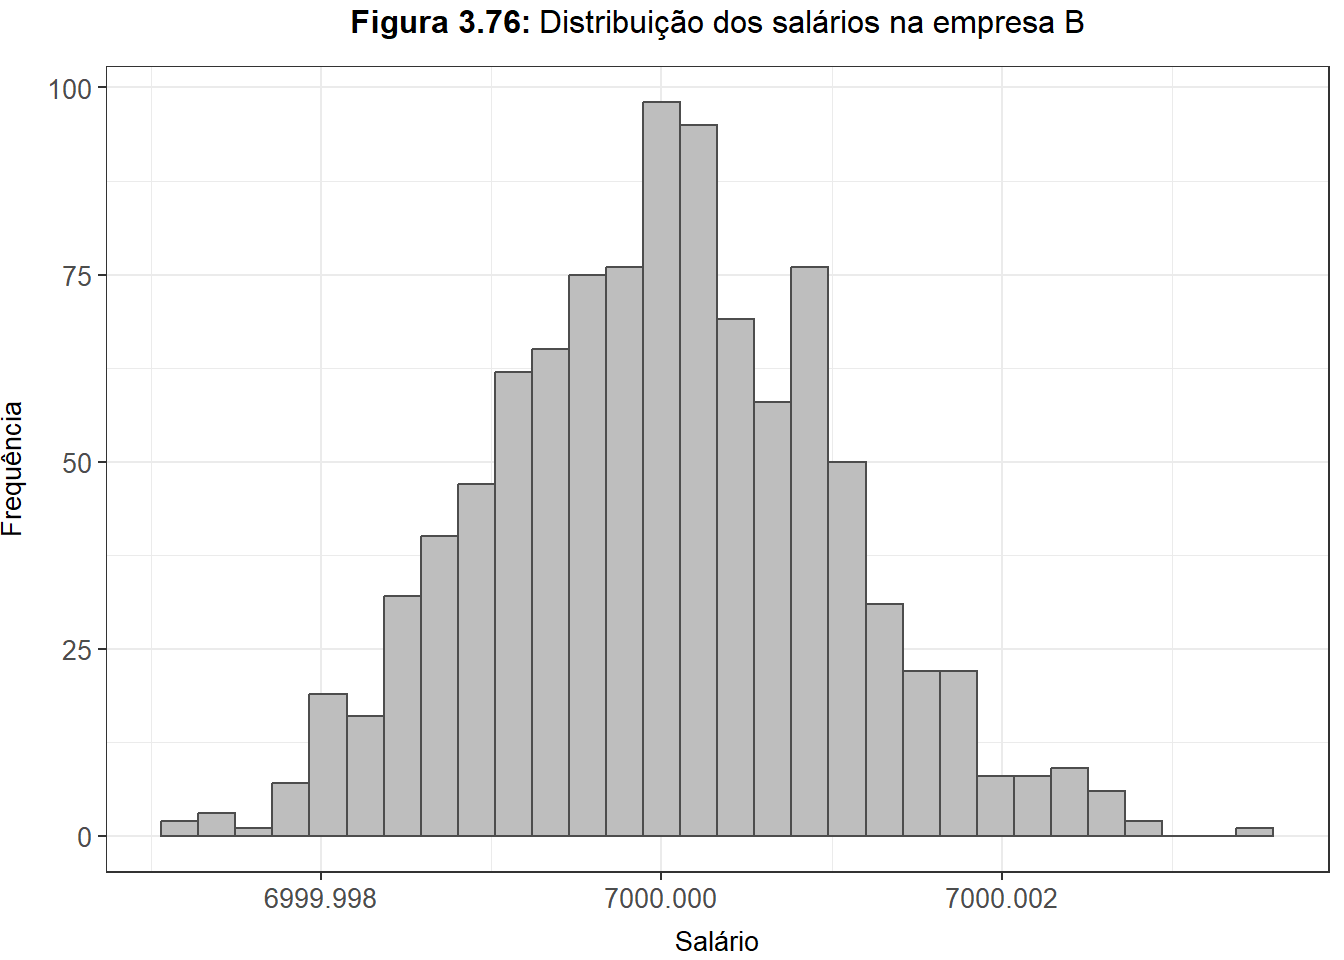 Figura 3.76: Distribuição dos salários na empresa B
100
75
50
25
0
Frequência
6999.998 7000.000 7000.002
Salário